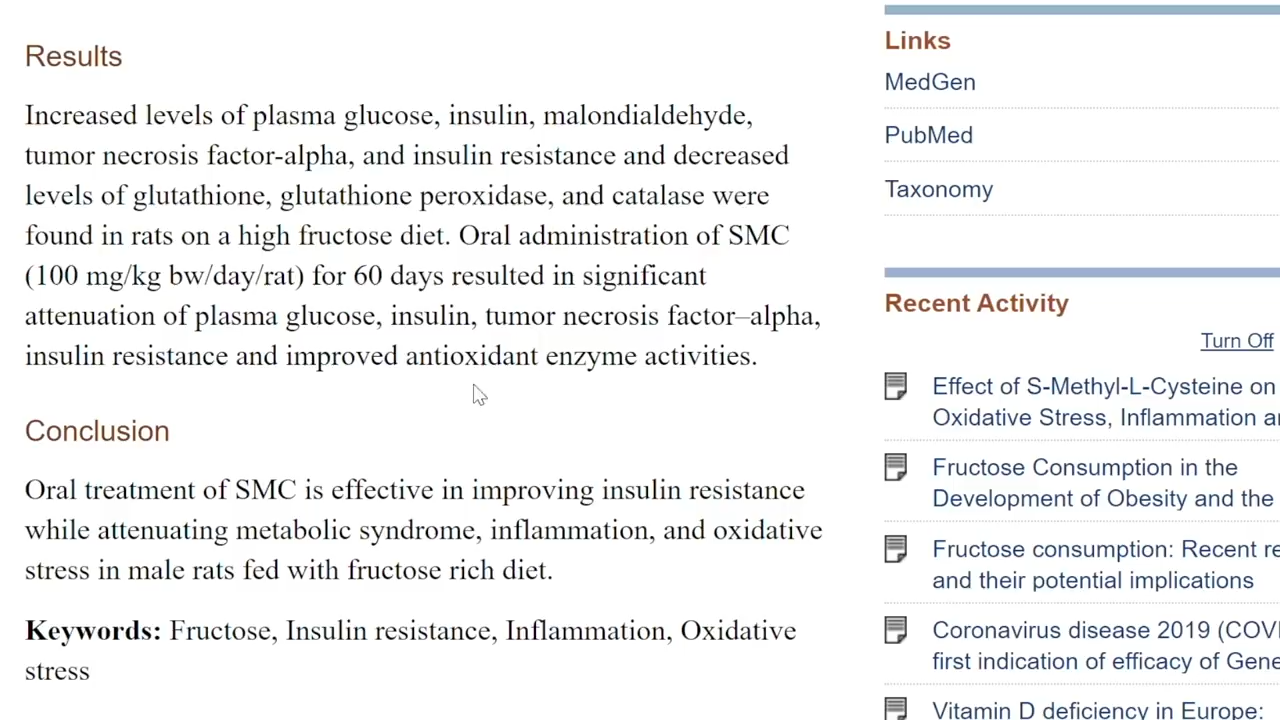 Results
Increased levels of plasma glucose, insulin, malondialdehyde,
tumor necrosis factor-alpha, and insulin resistance and decreased
levels of glutathione, glutathione peroxidase, and catalase were
found in rats on a high fructose diet. Oral administration of SMC
(100 mg/kg bw/day/rat) for 60 days resulted in significant
attenuation of plasma glucose, insulin, tumor necrosis factor–alpha,
insulin resistance and improved antioxidant enzyme activities.
Conclusion
Oral treatment of SMC is effective in improving insulin resistance
while attenuating metabolic syndrome, inflammation, and oxidative
stress in male rats fed with fructose rich diet.
Keywords: Fructose, Insulin resistance, Inflammation, Oxidative
stress
Links
MedGen
PubMed
Taxonomy
Recent Activity
Turn Off
Effect of S-Methyl-L-Cysteine on
Oxidative Stress, Inflammation
Fructose Consumption in the
Development of Obesity and the
Fructose consumption: Recent
and their potential implications
Coronavirus disease 2019
first indication of efficacy of
Vitamin D deficiency in Europe: